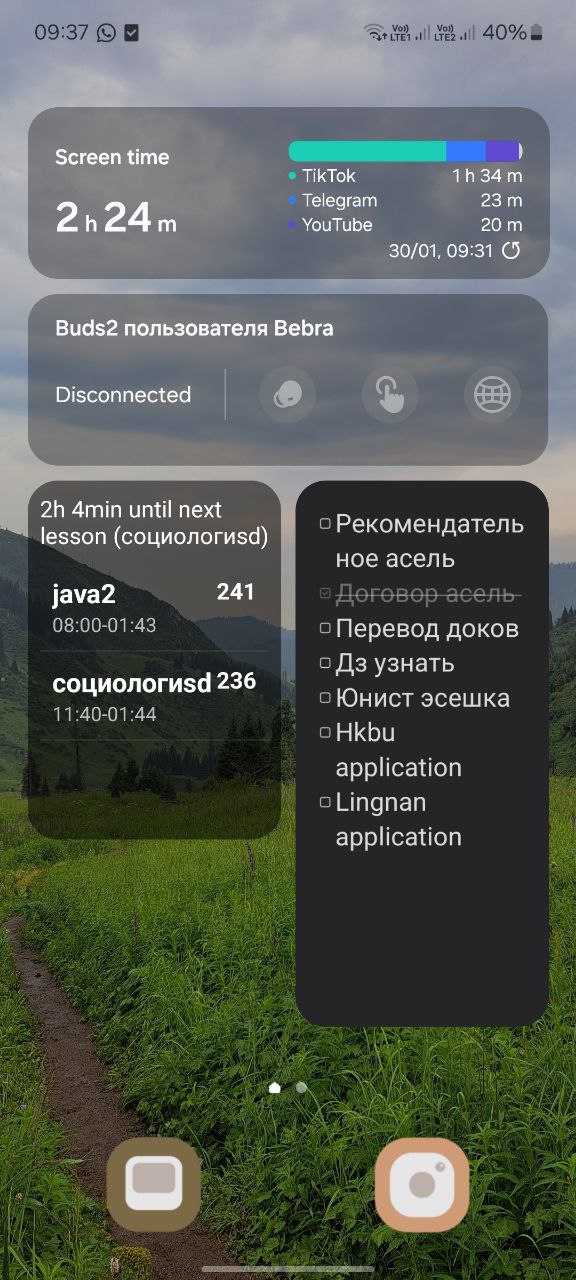 09:37
Vo)) LTE1 Vo)) LTE2 40%
Screen time
2 h 24 m
TikTok 1 h 34 m
Telegram 23 m
YouTube 20 m
30/01, 09:31
Buds2 пользователя Bebra
Disconnected
2h 4min until next
lesson (социологиsd)
java2 241
08:00-01:43
социологиsd 236
11:40-01:44
Рекомендатель
ное асель
Договор асель
Перевод доков
Дз узнать
Юнист эсешка
Hkbu
application
Lingnan
application